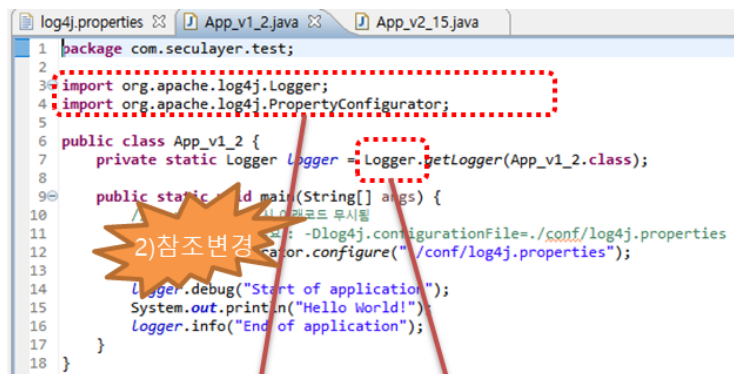 log4j.properties App_v1_2.java App_v2_15.java
1 package com.seculayer.test;
2
3 import org.apache.log4j.Logger;
4 import org.apache.log4j.PropertyConfigurator;
5
6 public class App_v1_2 {
7 private static Logger logger = Logger.getLogger(App_v1_2.class);
8
9 public static void main(String[] args) {
10 무시됨
11 : -Dlog4j.configurationFile=./conf/log4j.properties
2)참조변경
12 .configure("./conf/log4j.properties");
13
14 logger.debug("Start of application");
15 System.out.println("Hello World!");
16 logger.info("End of application");
17 }
18 }